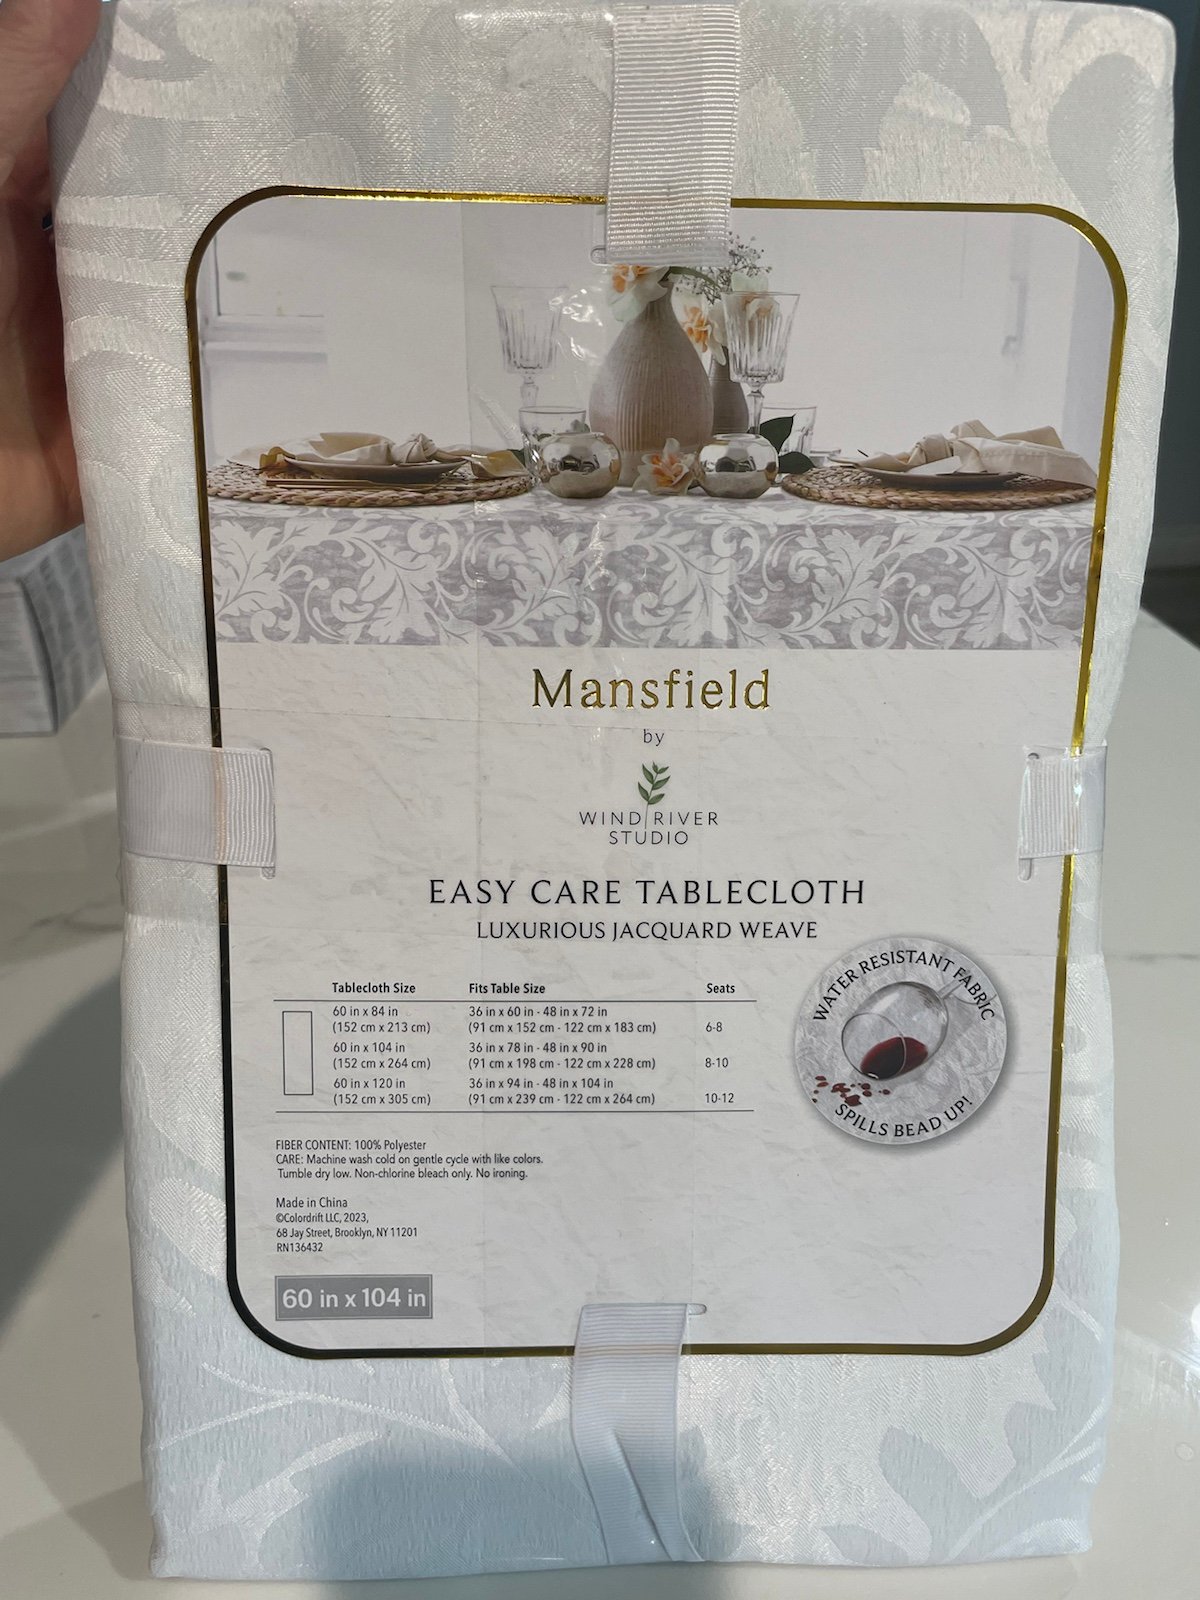 Mansfield
by
WIND RIVER
STUDIO
EASY CARE TABLECLOTH
LUXURIOUS JACQUARD WEAVE
WATER RESISTANT FABRIC
SPILLS BEAD UP!
Tablecloth Size Fits Table Size Seats
60 in x 84 in 36 in x 60 in - 48 in x 72 in
(152 cm x 213 cm) (91 cm x 152 cm - 122 cm x 183 cm) 6-8
60 in x 104 in 36 in x 78 in - 48 in x 90 in
(152 cm x 264 cm) (91 cm x 198 cm - 122 cm x 228 cm) 8-10
60 in x 120 in 36 in x 94 in - 48 in x 104 in
(152 cm x 305 cm) (91 cm x 239 cm - 122 cm x 264 cm) 10-12
FIBER CONTENT: 100% Polyester
CARE: Machine wash cold on gentle cycle with like colors.
Tumble dry low. Non-chlorine bleach only. No ironing.
Made in China
©Colordrift LLC, 2023,
68 Jay Street, Brooklyn, NY 11201
RN136432
60 in x 104 in